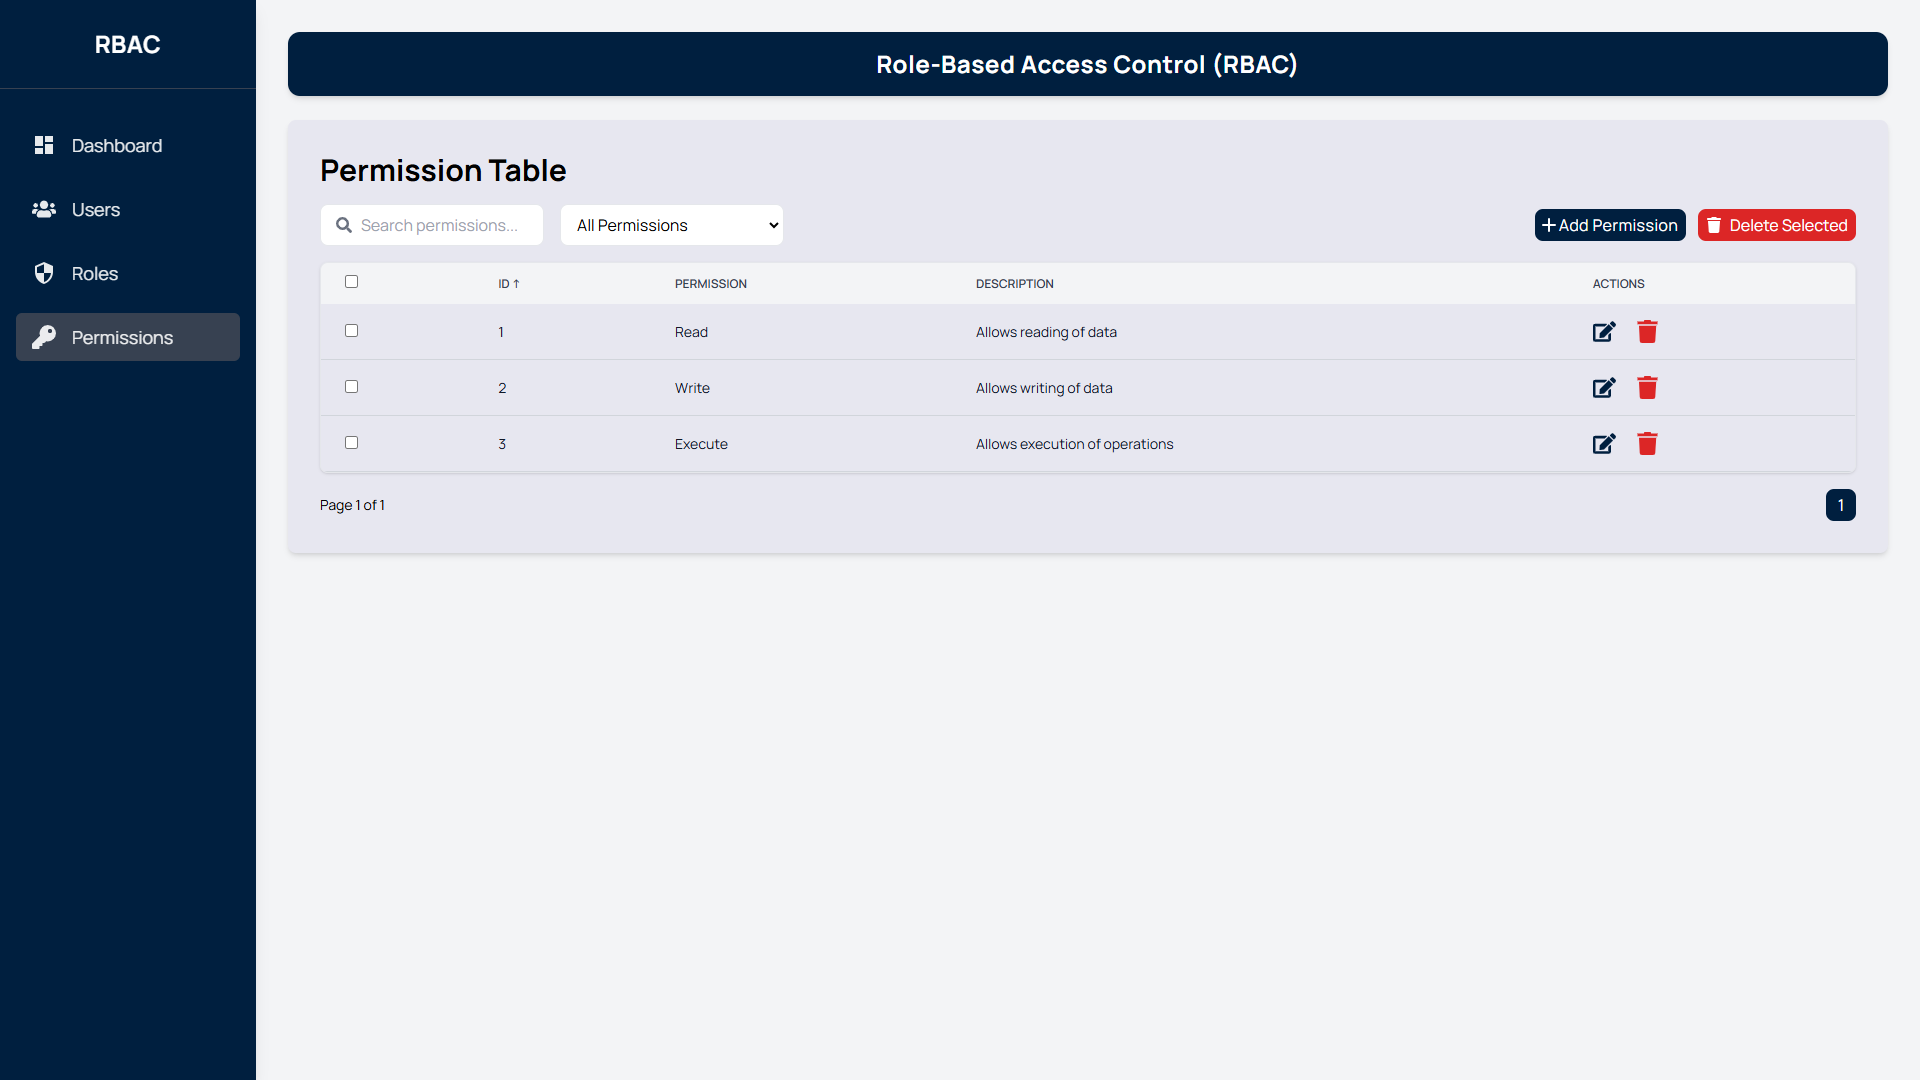 RBAC
Role-Based Access Control (RBAC)
Dashboard
Users
Roles
Permissions
Permission Table
Search permissions...
All Permissions
Add Permission
Delete Selected
ID ↑ PERMISSION DESCRIPTION ACTIONS
1 Read Allows reading of data
2 Write Allows writing of data
3 Execute Allows execution of operations
Page 1 of 1
1